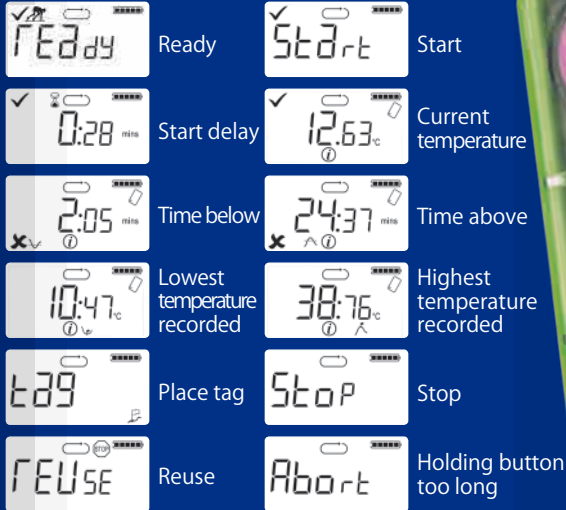 rEAdy
Ready
StArt
Start
0:28 mins
Start delay
12.63°c
i
Current
temperature
2:05 mins
i
Time below
24:37 mins
i
Time above
10:47°c
i
Lowest
temperature
recorded
38:76°c
i
Highest
temperature
recorded
tag
Place tag
StoP
Stop
STOP
rEUSE
Reuse
Abort
Holding button
too long